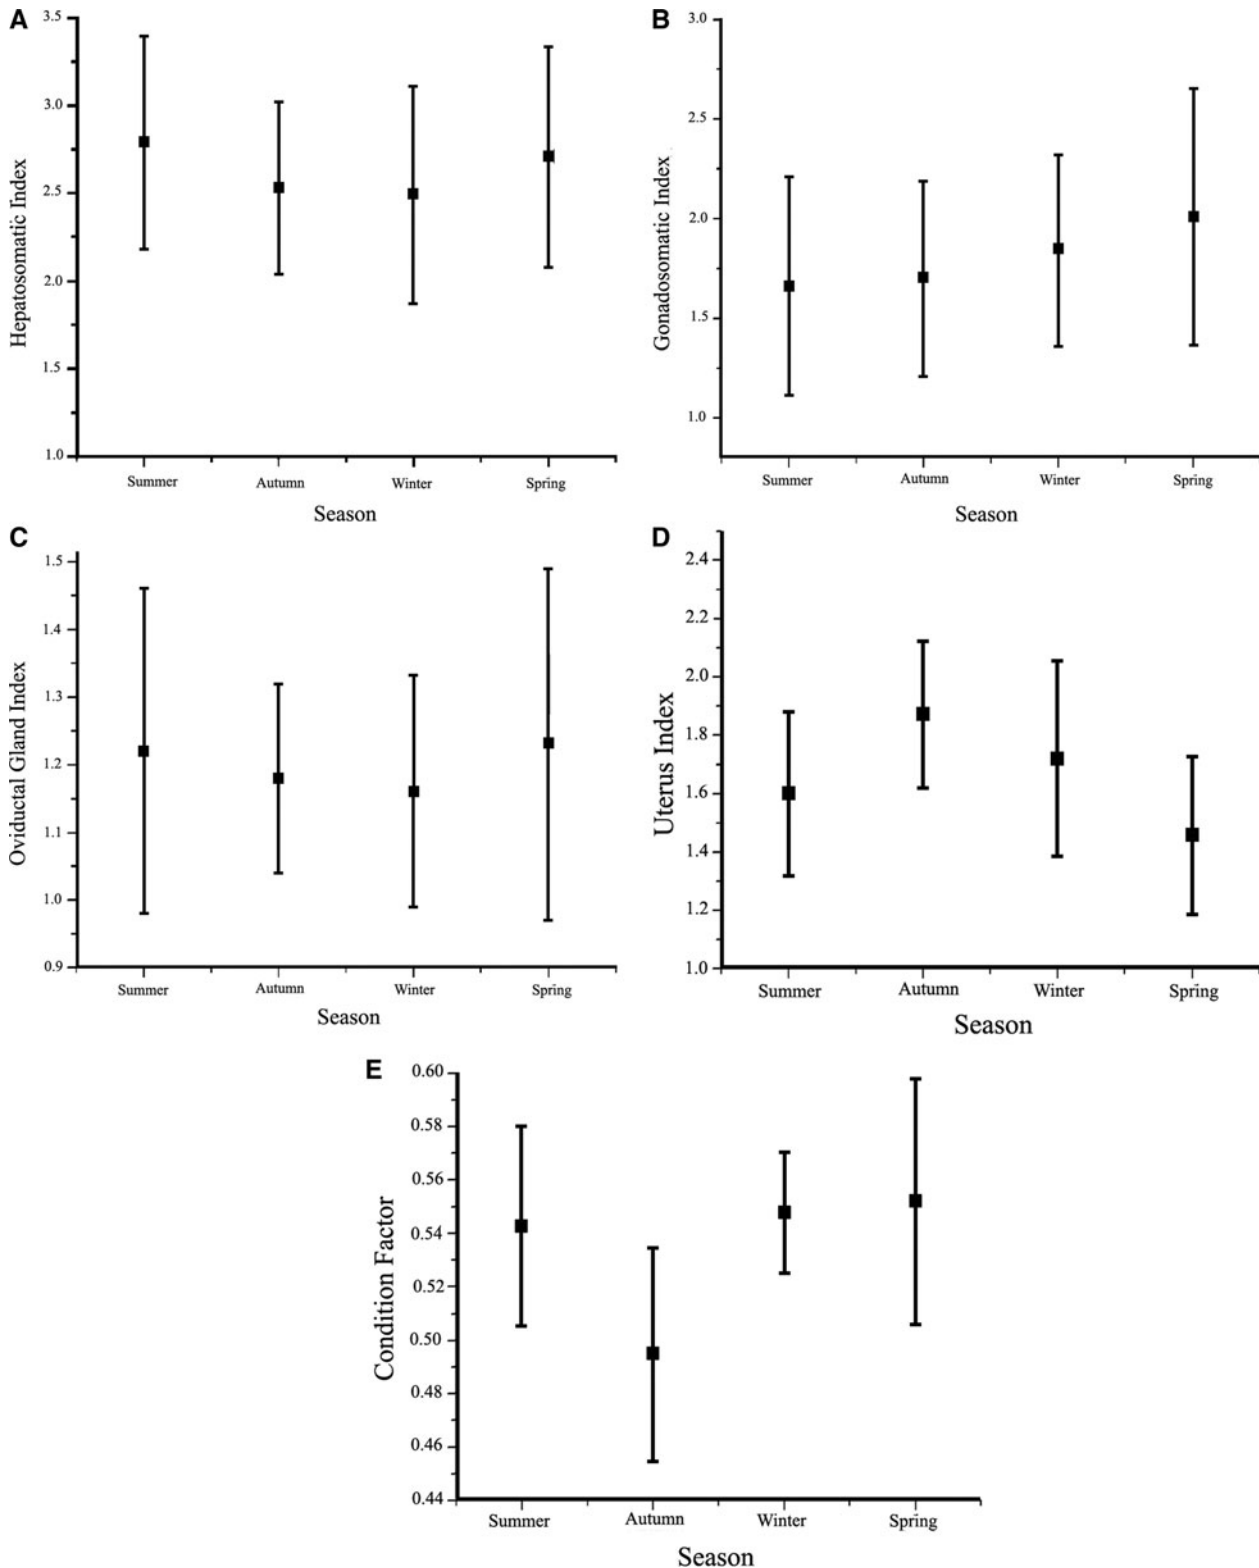 A
3.5
3.0
2.5
2.0
1.5
1.0
Hepatosomatic Index
Summer Autumn Winter Spring
Season
B
3.0
2.5
2.0
1.5
1.0
Gonadosomatic Index
Summer Autumn Winter Spring
Season
C
1.5
1.4
1.3
1.2
1.1
1.0
0.9
Oviductal Gland Index
Summer Autumn Winter Spring
Season
D
2.4
2.2
2.0
1.8
1.6
1.4
1.2
1.0
Uterus Index
Summer Autumn Winter Spring
Season
E
0.60
0.58
0.56
0.54
0.52
0.50
0.48
0.46
0.44
Condition Factor
Summer Autumn Winter Spring
Season